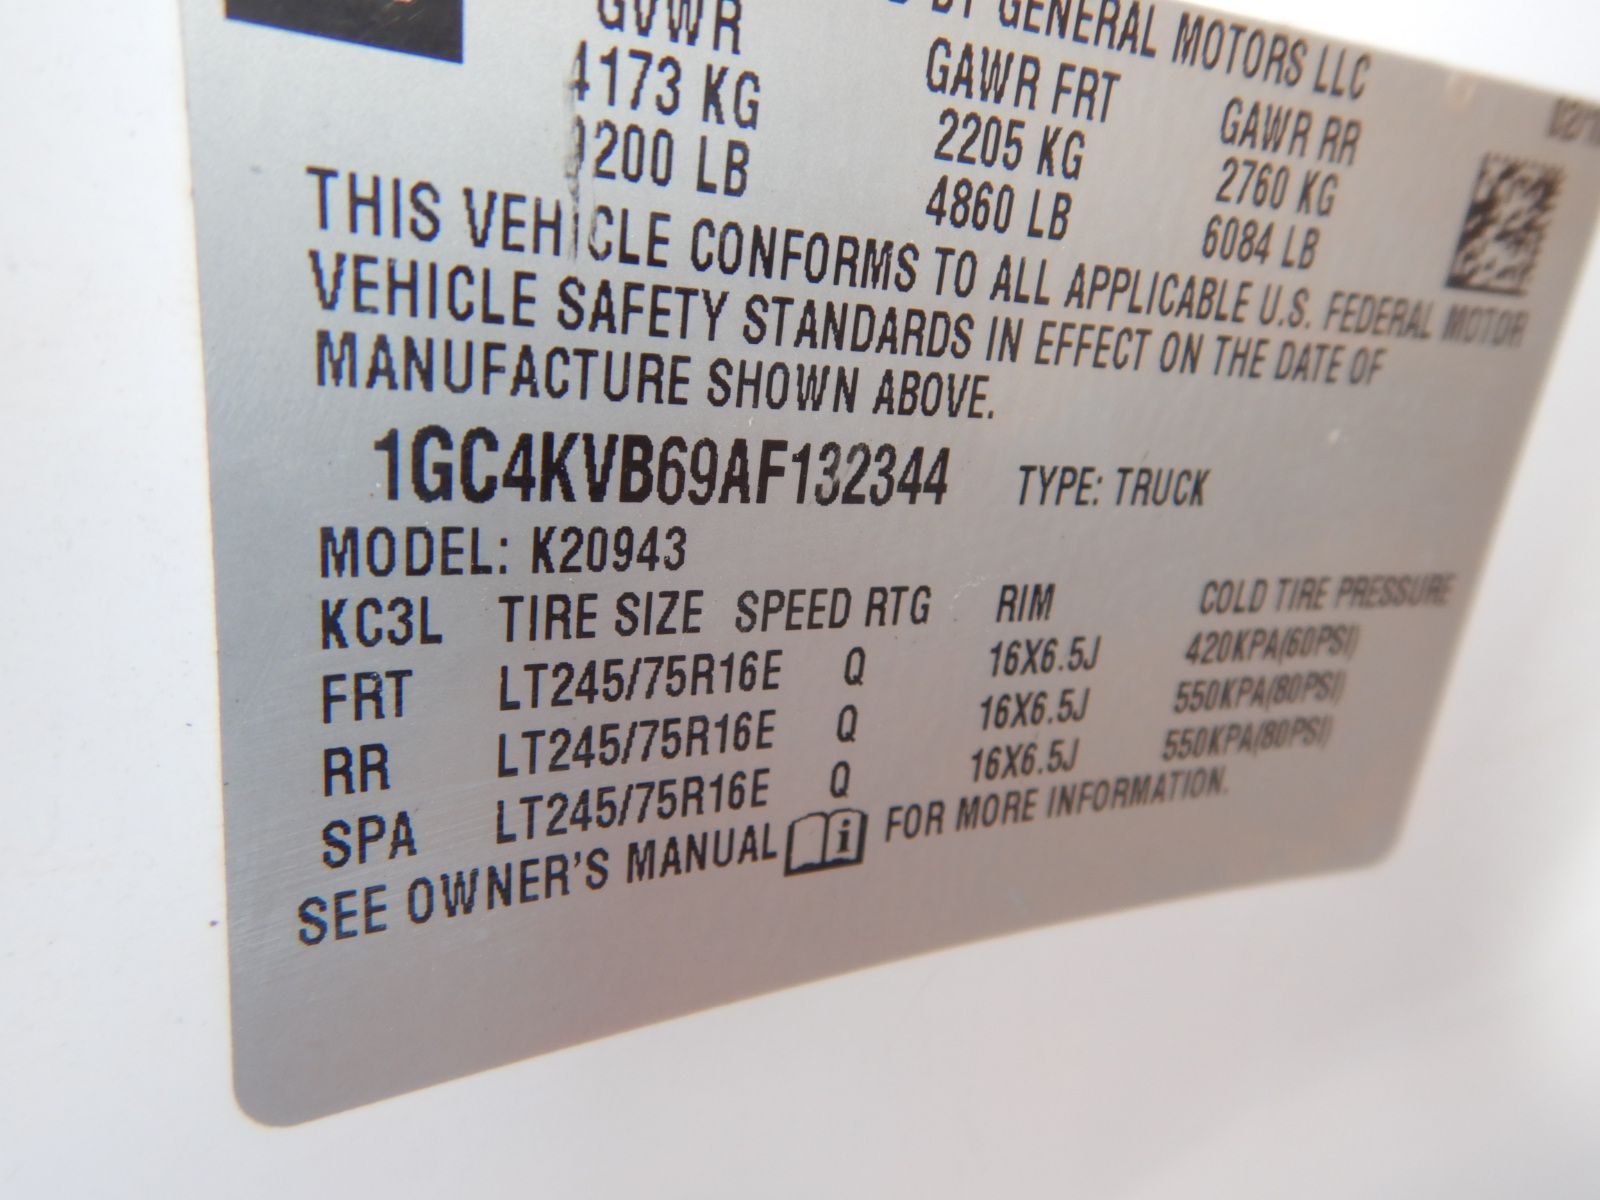 BY GENERAL MOTORS LLC
GVWR GAWR FRT GAWR RR
4173 KG 2205 KG 2760 KG
9200 LB 4860 LB 6084 LB
THIS VEHICLE CONFORMS TO ALL APPLICABLE U.S. FEDERAL MOTOR
VEHICLE SAFETY STANDARDS IN EFFECT ON THE DATE OF
MANUFACTURE SHOWN ABOVE.
1GC4KVB69AF132344 TYPE: TRUCK
MODEL: K20943
KC3L TIRE SIZE SPEED RTG RIM COLD TIRE PRESSURE
FRT LT245/75R16E Q 16X6.5J 420KPA(60PSI)
RR LT245/75R16E Q 16X6.5J 550KPA(80PSI)
SPA LT245/75R16E Q 16X6.5J 550KPA(80PSI)
SEE OWNER'S MANUAL FOR MORE INFORMATION.